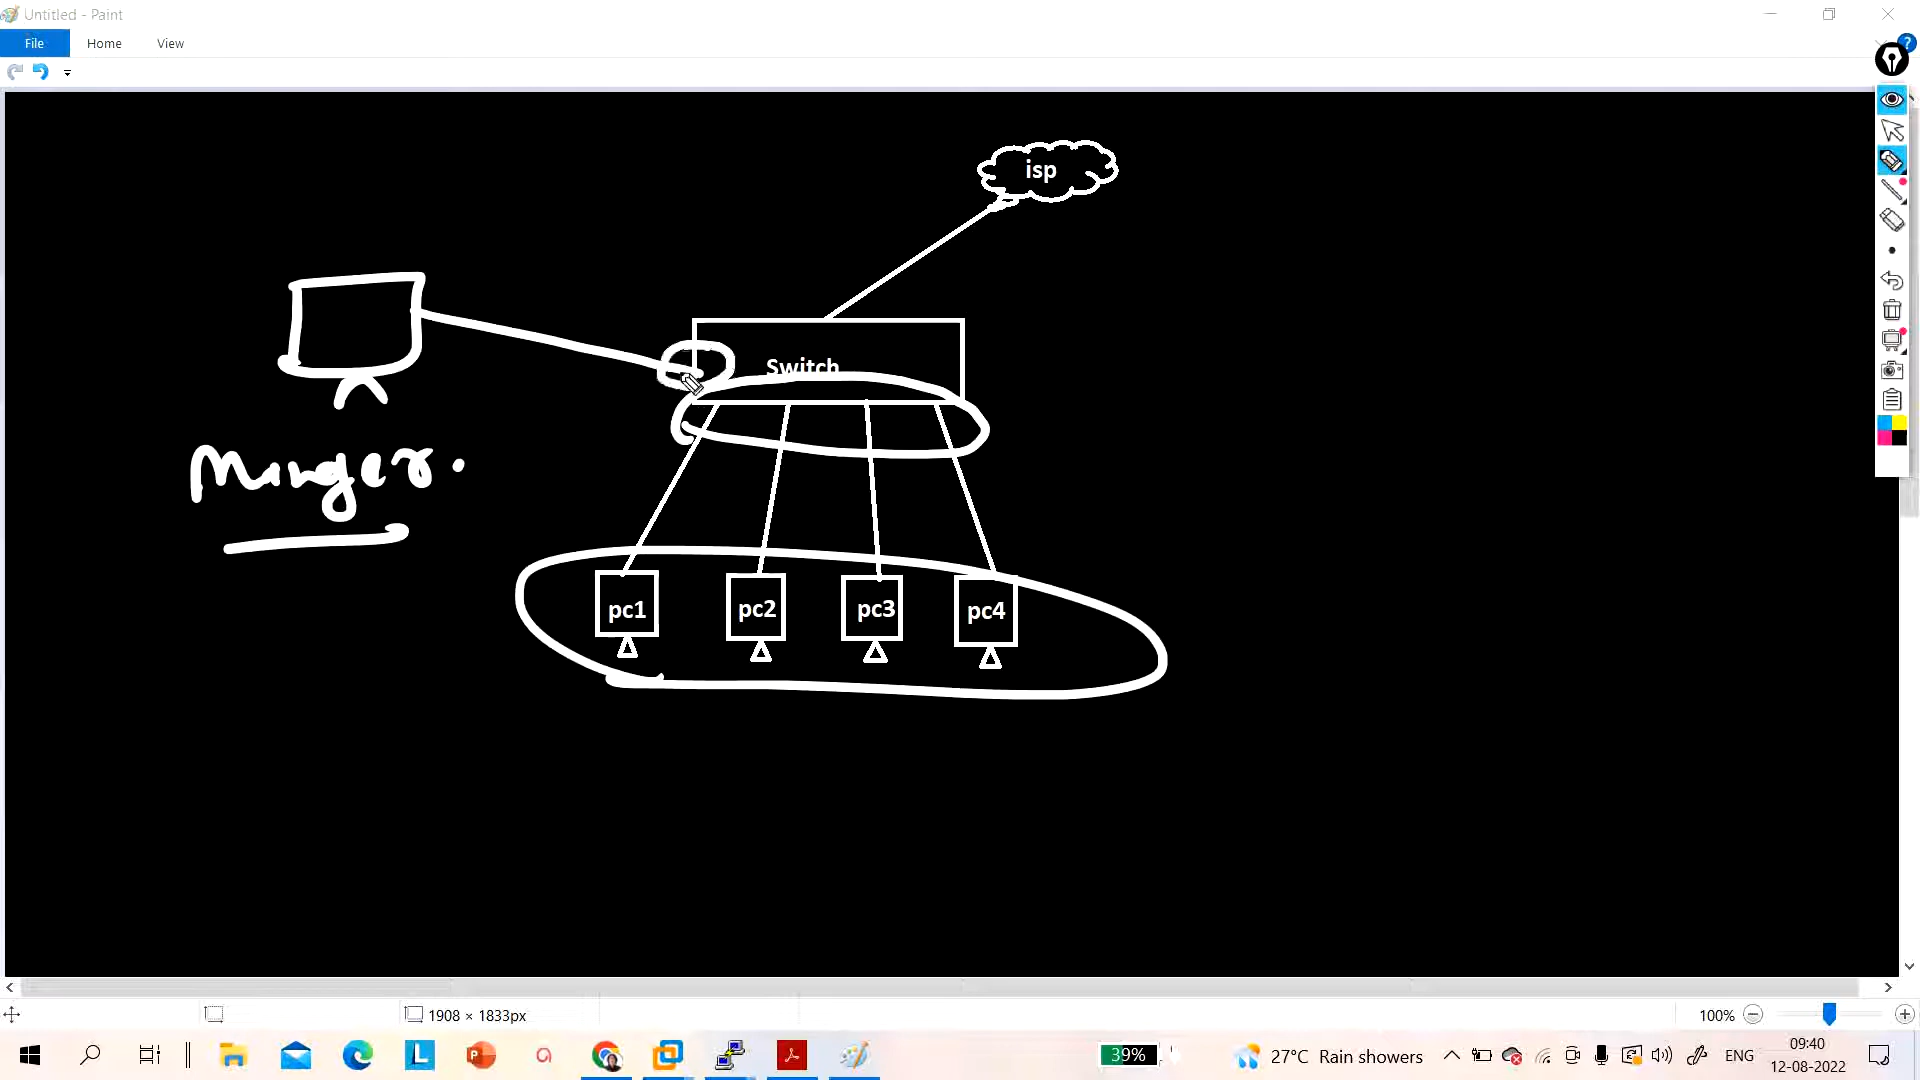 Untitled - Paint
File Home View
isp
Switch
Manger.
pc1 pc2 pc3 pc4
1908 × 1833px
100%
39%
27°C Rain showers
ENG
09:40
12-08-2022